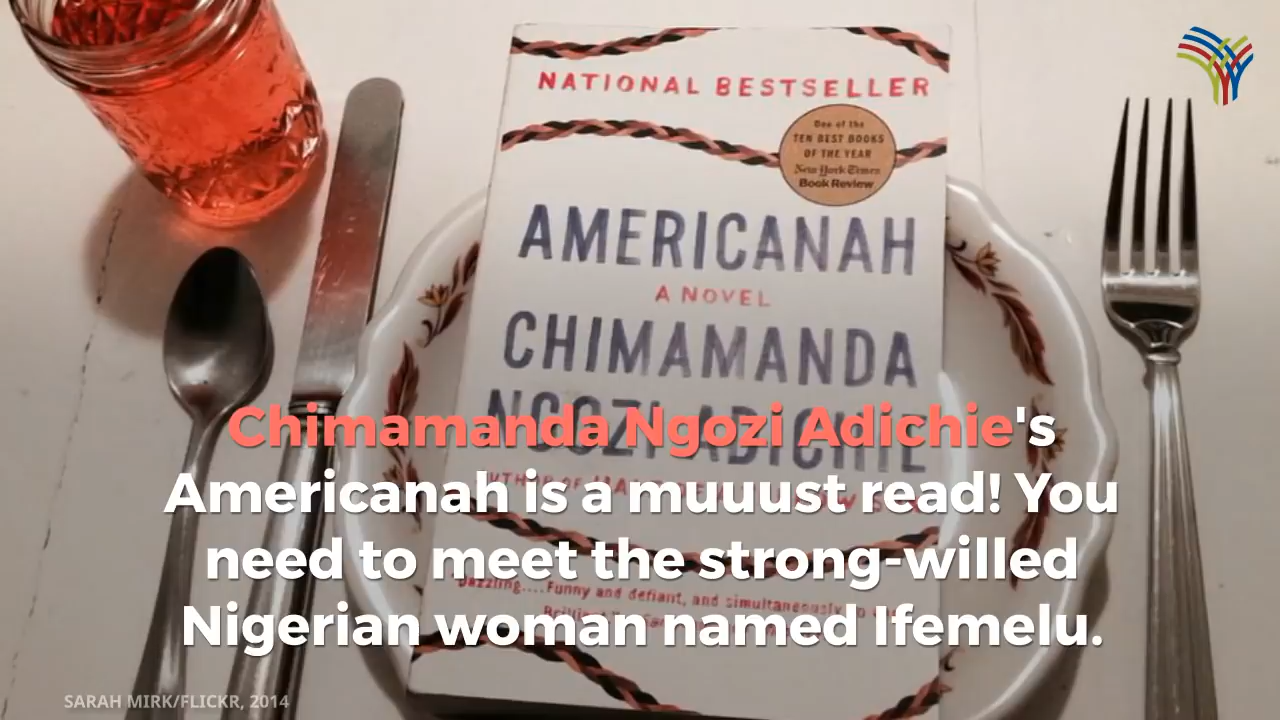 NATIONAL BESTSELLER
One of the
TEN BEST BOOKS
OF THE YEAR
New York Times
Book Review
AMERICANAH
A NOVEL
CHIMAMANDA
NGOZI ADICHIE
Chimamanda Ngozi Adichie's
Americanah is a muuust read! You
need to meet the strong-willed
Nigerian woman named Ifemelu.
Funny and defiant, and simultaneously
SARAH MIRK/FLICKR, 2014